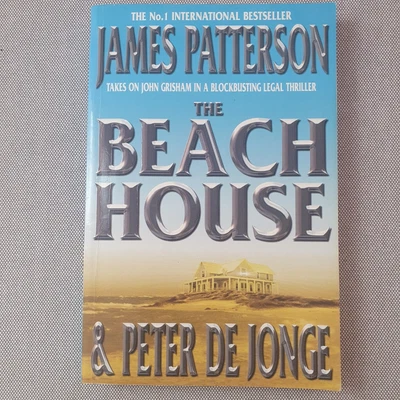 THE No.1 INTERNATIONAL BESTSELLER
JAMES PATTERSON
TAKES ON JOHN GRISHAM IN A BLOCKBUSTING LEGAL THRILLER
THE
BEACH
HOUSE
& PETER DE JONGE